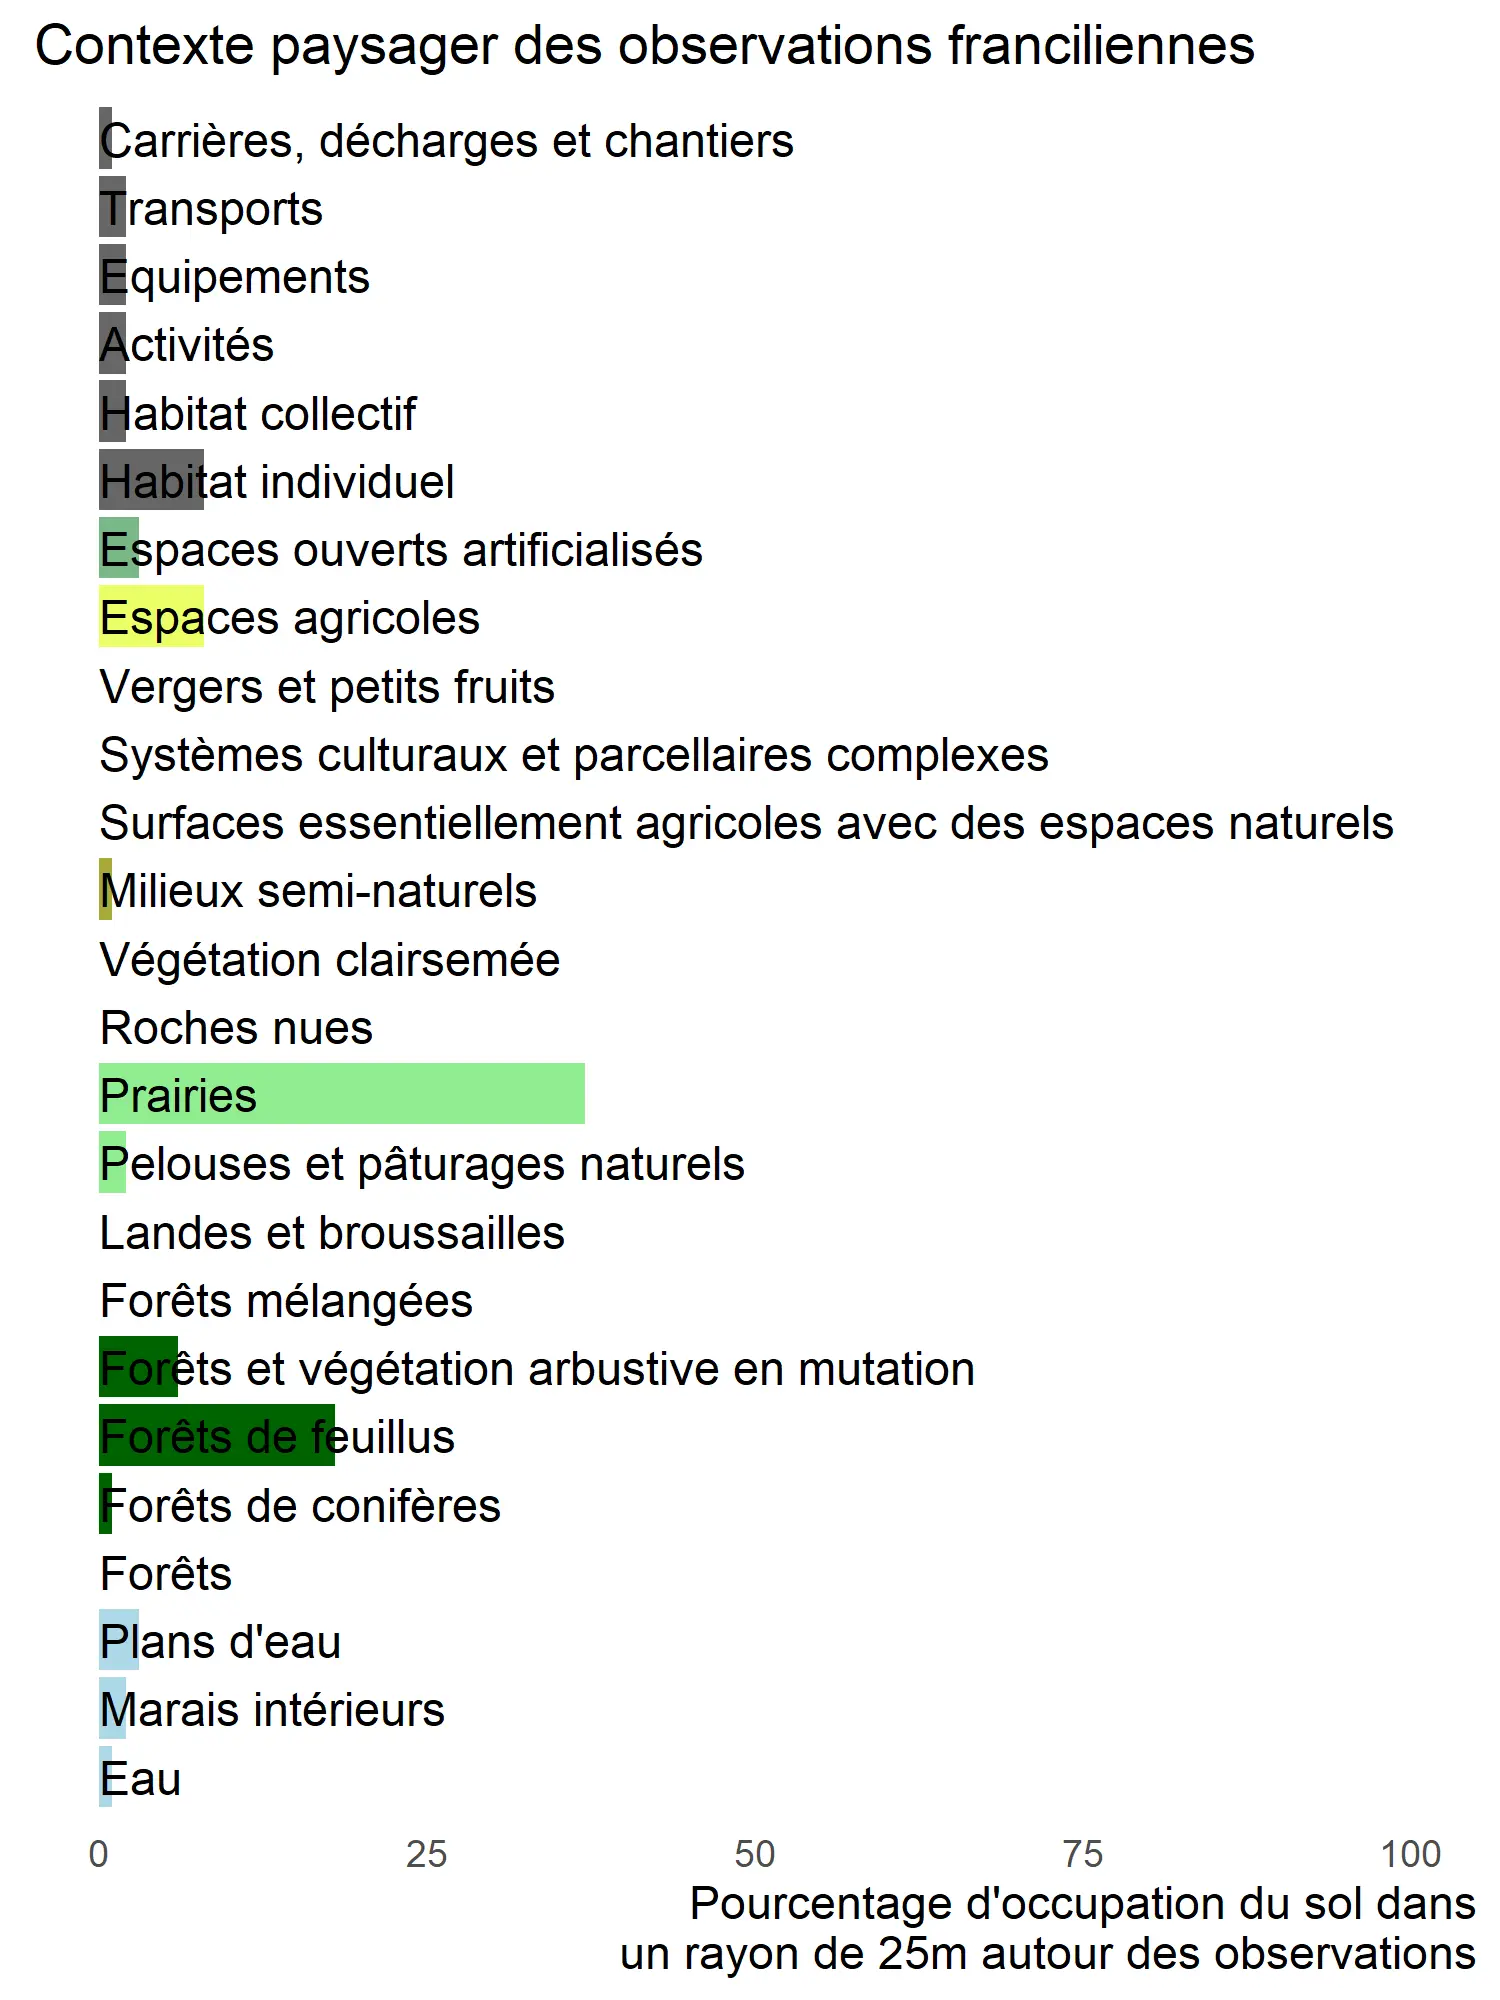 Contexte paysager des observations franciliennes
Carrières, décharges et chantiers
Transports
Equipements
Activités
Habitat collectif
Habitat individuel
Espaces ouverts artificialisés
Espaces agricoles
Vergers et petits fruits
Systèmes culturaux et parcellaires complexes
Surfaces essentiellement agricoles avec des espaces naturels
Milieux semi-naturels
Végétation clairsemée
Roches nues
Prairies
Pelouses et pâturages naturels
Landes et broussailles
Forêts mélangées
Forêts et végétation arbustive en mutation
Forêts de feuillus
Forêts de conifères
Forêts
Plans d'eau
Marais intérieurs
Eau
0 25 50 75 100
Pourcentage d'occupation du sol dans
un rayon de 25m autour des observations